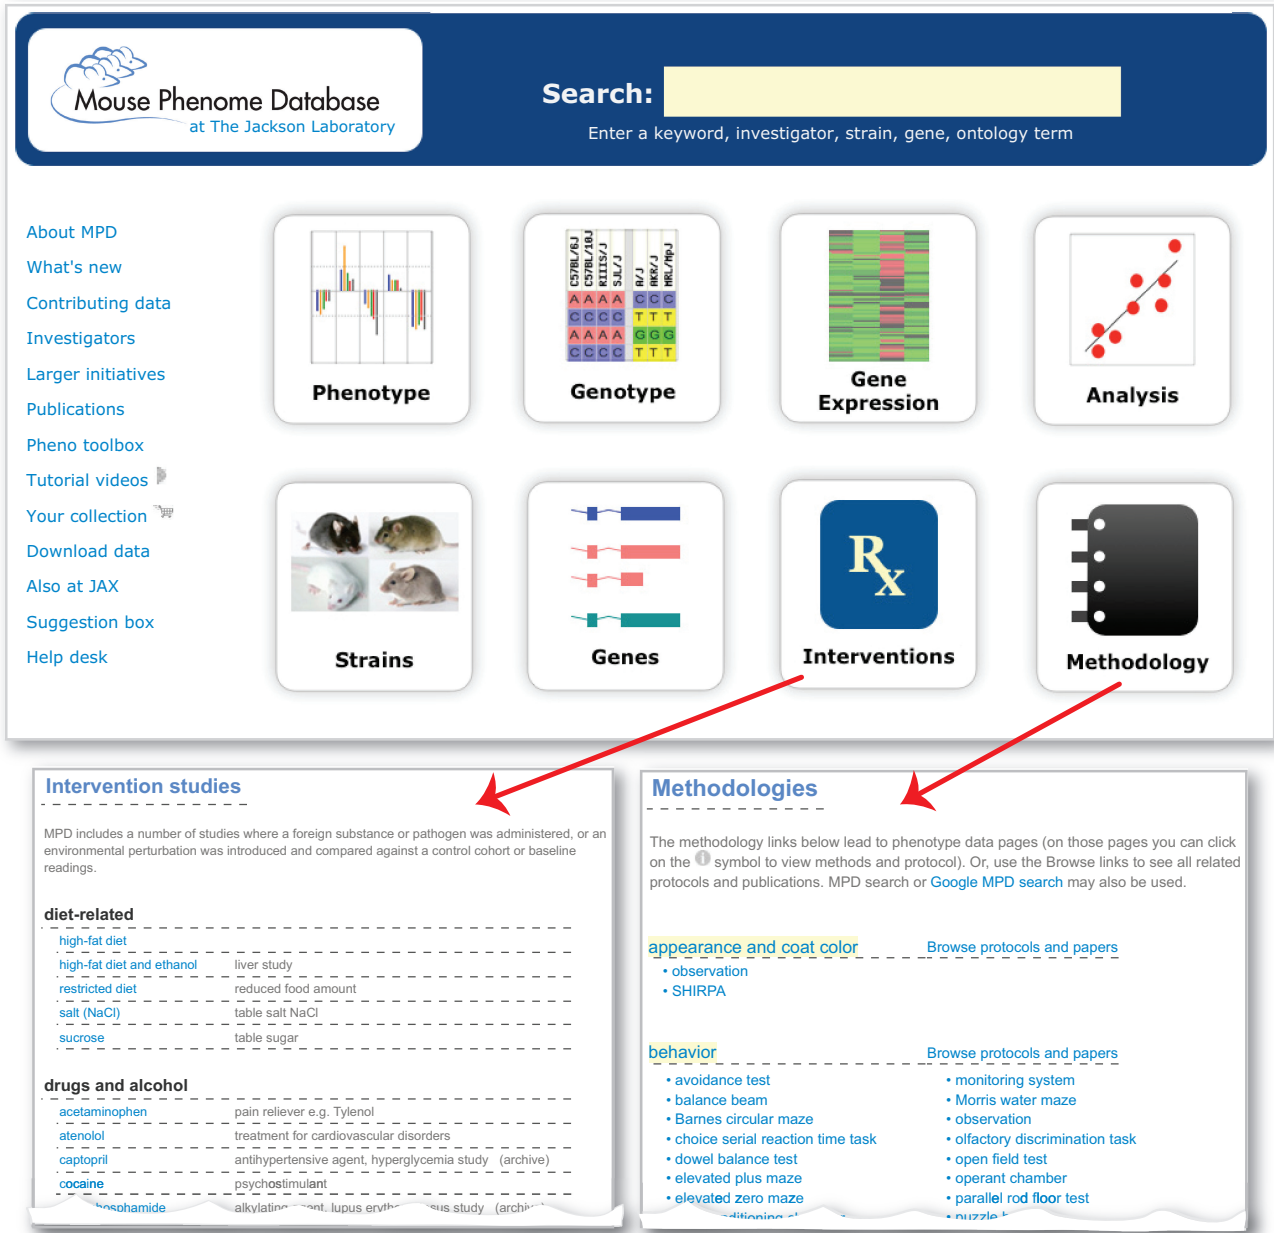 Mouse Phenome Database
at The Jackson Laboratory
Search:
Enter a keyword, investigator, strain, gene, ontology term
About MPD
What's new
Contributing data
Investigators
Larger initiatives
Publications
Pheno toolbox
Tutorial videos
Your collection
Download data
Also at JAX
Suggestion box
Help desk
Phenotype
C57BL/6J C57BL/10J RIIIS/J SJL/J A/J AKR/J MRL/MpJ
A A A A C C C
C C C C T T T
A A A A G G G
C C C C T T T
Genotype
Gene
Expression
Analysis
Strains
Genes
Rx
Interventions
Methodology
Intervention studies
MPD includes a number of studies where a foreign substance or pathogen was administered, or an
environmental perturbation was introduced and compared against a control cohort or baseline
readings.
diet-related
high-fat diet
high-fat diet and ethanol liver study
restricted diet reduced food amount
salt (NaCl) table salt NaCl
sucrose table sugar
drugs and alcohol
acetaminophen pain reliever e.g. Tylenol
atenolol treatment for cardiovascular disorders
captopril antihypertensive agent, hyperglycemia study (archive)
cocaine psychostimulant
alkylating lupus study
Methodologies
The methodology links below lead to phenotype data pages (on those pages you can click
on the i symbol to view methods and protocol). Or, use the Browse links to see all related
protocols and publications. MPD search or Google MPD search may also be used.
appearance and coat color Browse protocols and papers
• observation
• SHIRPA
behavior Browse protocols and papers
• avoidance test
• balance beam
• Barnes circular maze
• choice serial reaction time task
• dowel balance test
• elevated plus maze
• elevated zero maze
• monitoring system
• Morris water maze
• observation
• olfactory discrimination task
• open field test
• operant chamber
• parallel rod floor test
• puzzle